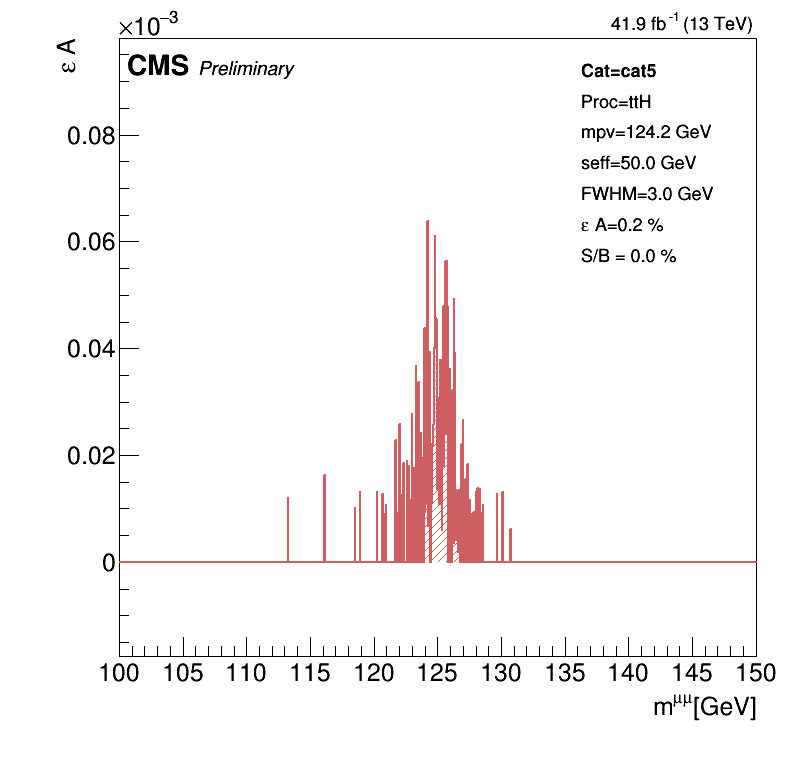 ×10⁻³
41.9 fb⁻¹ (13 TeV)
ε A
CMS Preliminary
Cat=cat5
Proc=ttH
mpv=124.2 GeV
seff=50.0 GeV
FWHM=3.0 GeV
ε A=0.2 %
S/B = 0.0 %
0.08
0.06
0.04
0.02
0
100 105 110 115 120 125 130 135 140 145 150
m^μμ[GeV]